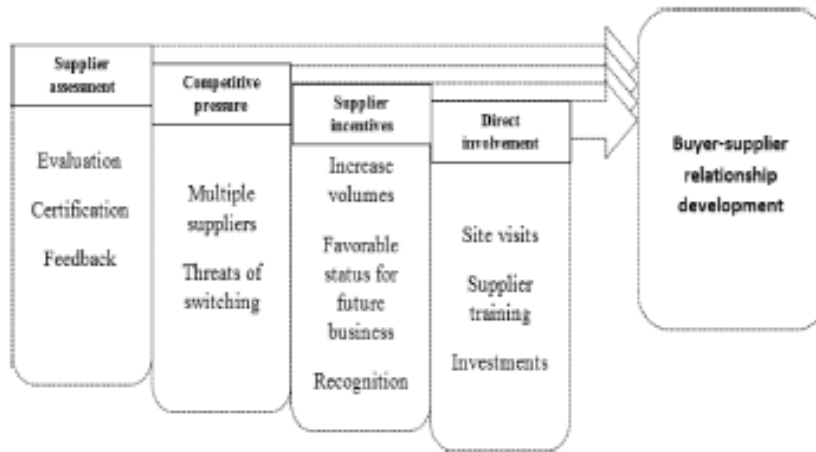 Supplier
assessment
Evaluation
Certification
Feedback
Competitive
pressure
Multiple
suppliers
Threats of
switching
Supplier
incentives
Increase
volumes
Favorable
status for
future
business
Recognition
Direct
involvement
Site visits
Supplier
training
Investments
Buyer-supplier
relationship
development